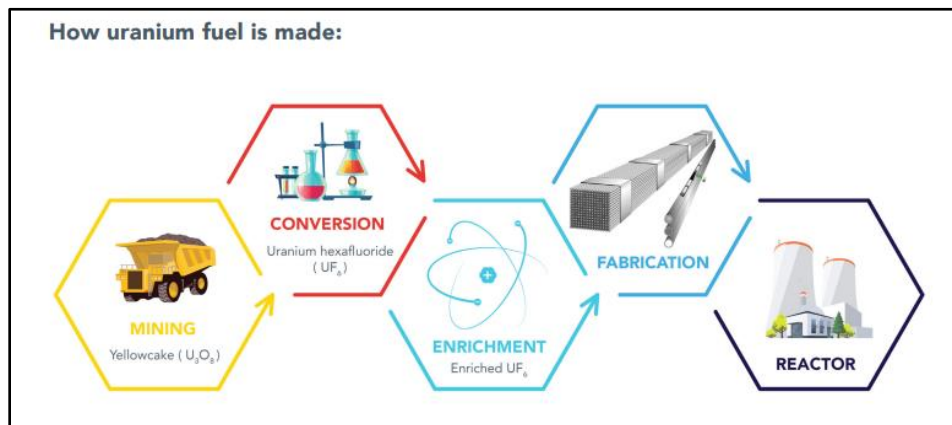 How uranium fuel is made:
MINING
Yellowcake ( U₃O₈ )
CONVERSION
Uranium hexafluoride
( UF₆ )
ENRICHMENT
Enriched UF₆
FABRICATION
REACTOR